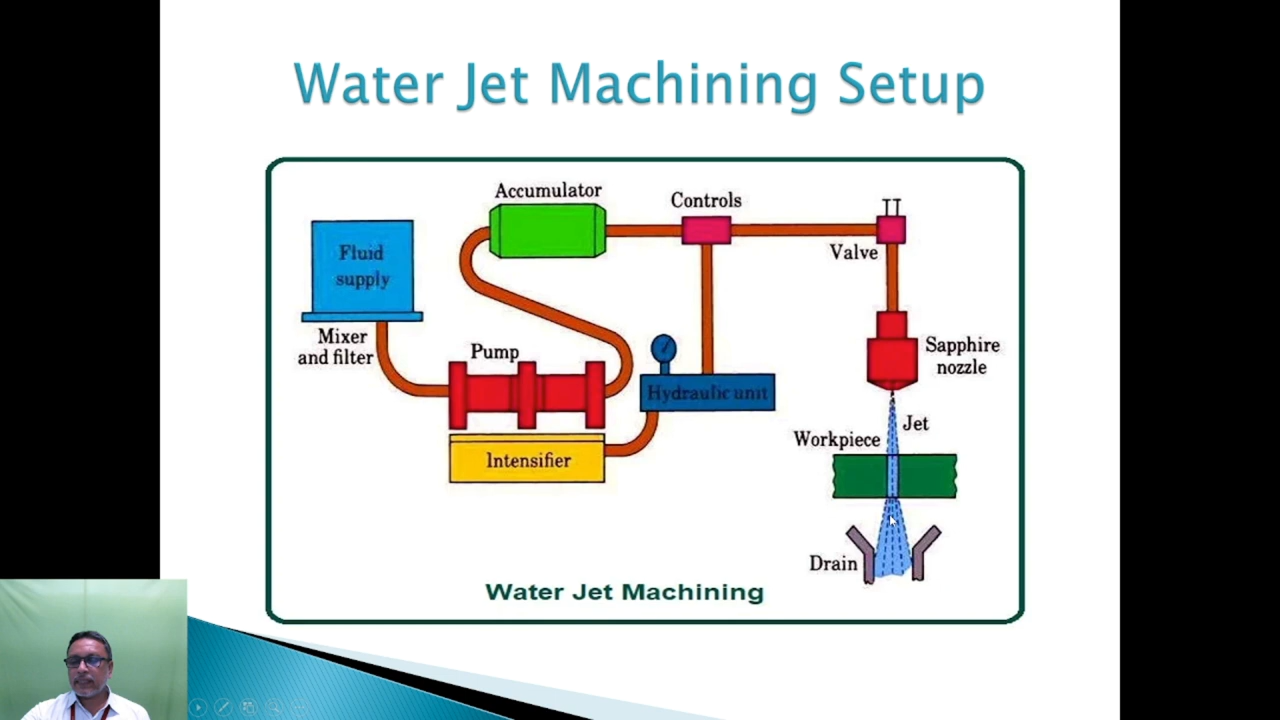 Water Jet Machining Setup
Accumulator
Controls
Fluid
supply
Valve
Mixer
and filter
Pump
Sapphire
nozzle
Hydraulic unit
Jet
Workpiece
Intensifier
Drain
Water Jet Machining